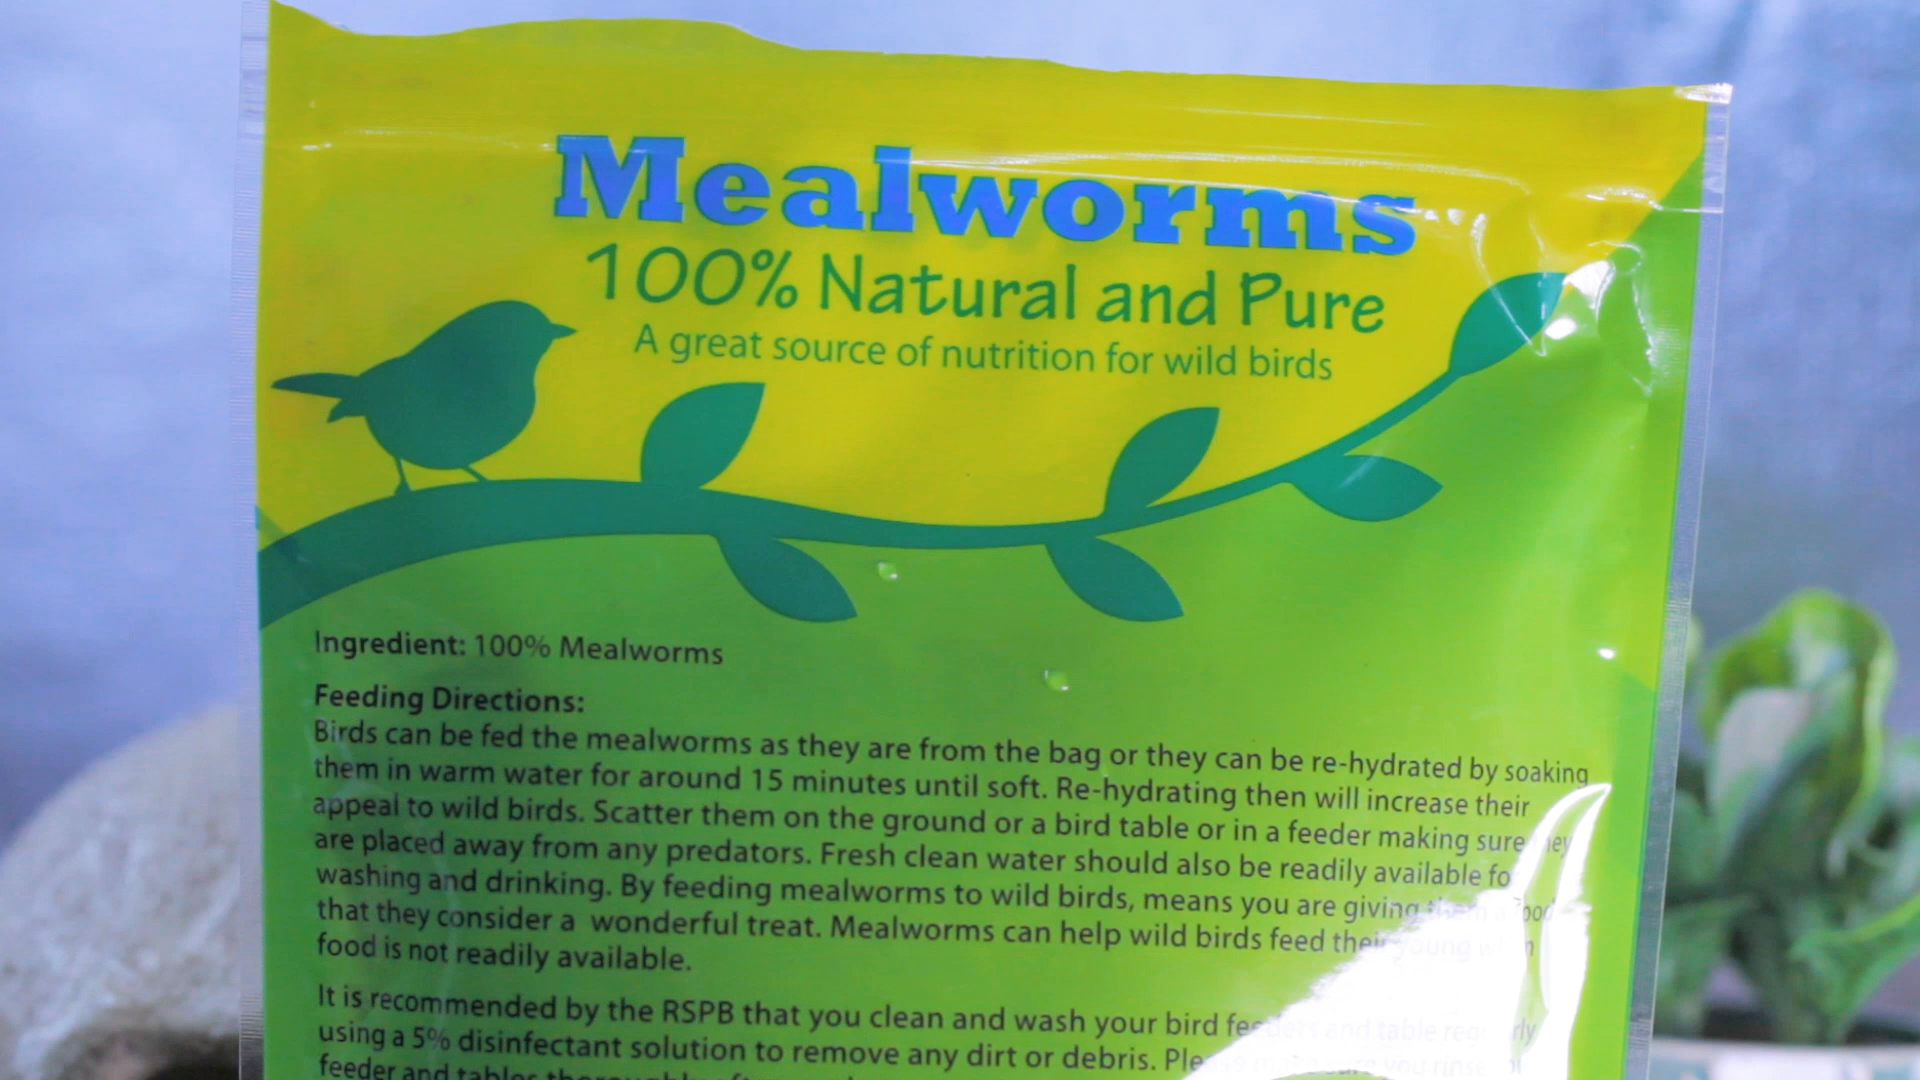 Mealworms
100% Natural and Pure
A great source of nutrition for wild birds
Ingredient: 100% Mealworms
Feeding Directions:
Birds can be fed the mealworms as they are from the bag or they can be re-hydrated by soaking
them in warm water for around 15 minutes until soft. Re-hydrating then will increase their
appeal to wild birds. Scatter them on the ground or a bird table or in a feeder making sure
are placed away from any predators. Fresh clean water should also be readily available
washing and drinking. By feeding mealworms to wild birds, means you are giving them a food
that they consider a wonderful treat. Mealworms can help wild birds feed their young
food is not readily available.
It is recommended by the RSPB that you clean and wash your bird feeders and table
using a 5% disinfectant solution to remove any dirt or debris. Please make sure you rinse
feeder and tables thoroughly